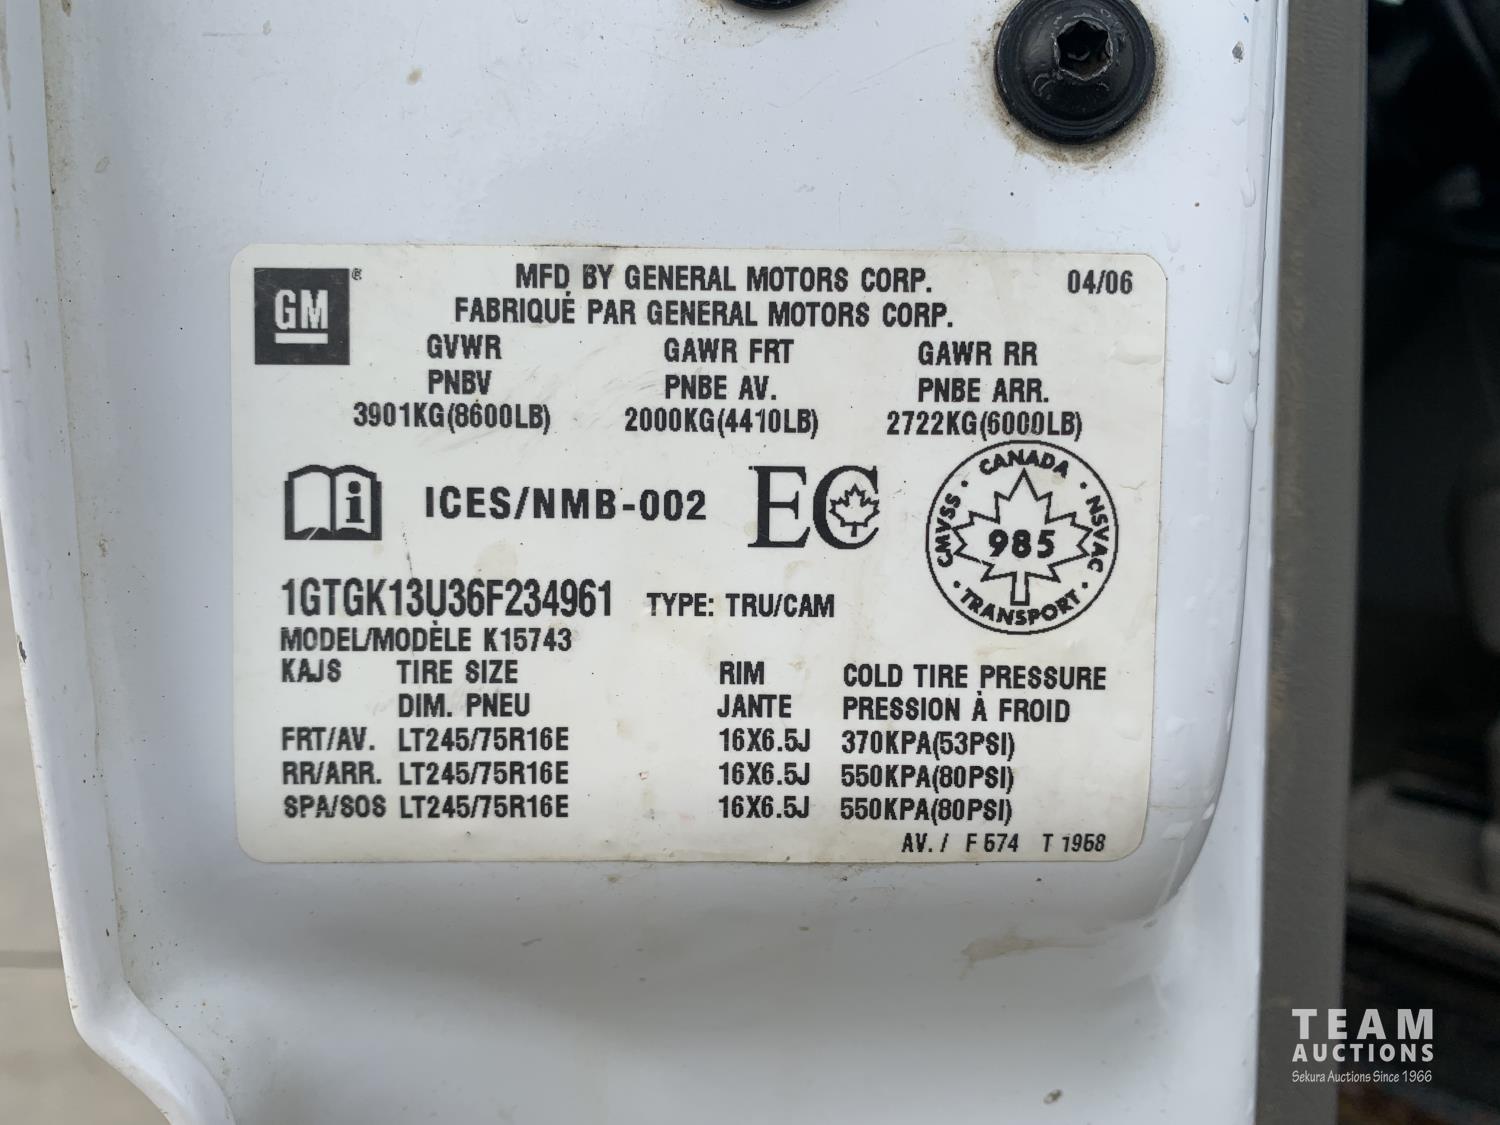 GM ®
MFD BY GENERAL MOTORS CORP. 04/06
FABRIQUÉ PAR GENERAL MOTORS CORP.
GVWR GAWR FRT GAWR RR
PNBV PNBE AV. PNBE ARR.
3901KG(8600LB) 2000KG(4410LB) 2722KG(6000LB)
i ICES/NMB-002 EC
CANADA
CMVSS 985 NSVAC
TRANSPORT
1GTGK13U36F234961 TYPE: TRU/CAM
MODEL/MODÈLE K15743
KAJS TIRE SIZE RIM COLD TIRE PRESSURE
DIM. PNEU JANTE PRESSION À FROID
FRT/AV. LT245/75R16E 16X6.5J 370KPA(53PSI)
RR/ARR. LT245/75R16E 16X6.5J 550KPA(80PSI)
SPA/SOS LT245/75R16E 16X6.5J 550KPA(80PSI)
AV. / F 574 T 1958
TEAM
AUCTIONS
Sekura Auctions Since 1966